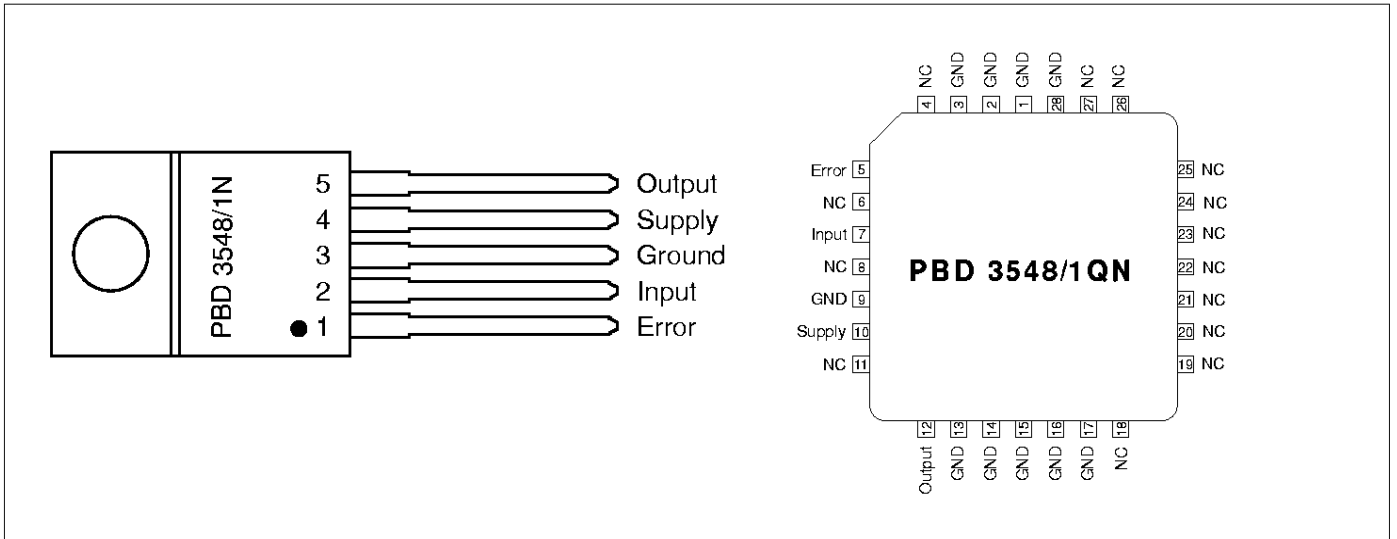 PBD 3548/1N
5 Output
4 Supply
3 Ground
2 Input
1 Error
PBD 3548/1QN
NC GND GND GND GND NC NC
4 3 2 1 28 27 26
Error 5
NC 6
Input 7
NC 8
GND 9
Supply 10
NC 11
25 NC
24 NC
23 NC
22 NC
21 NC
20 NC
19 NC
12 13 14 15 16 17 18
Output GND GND GND GND GND NC